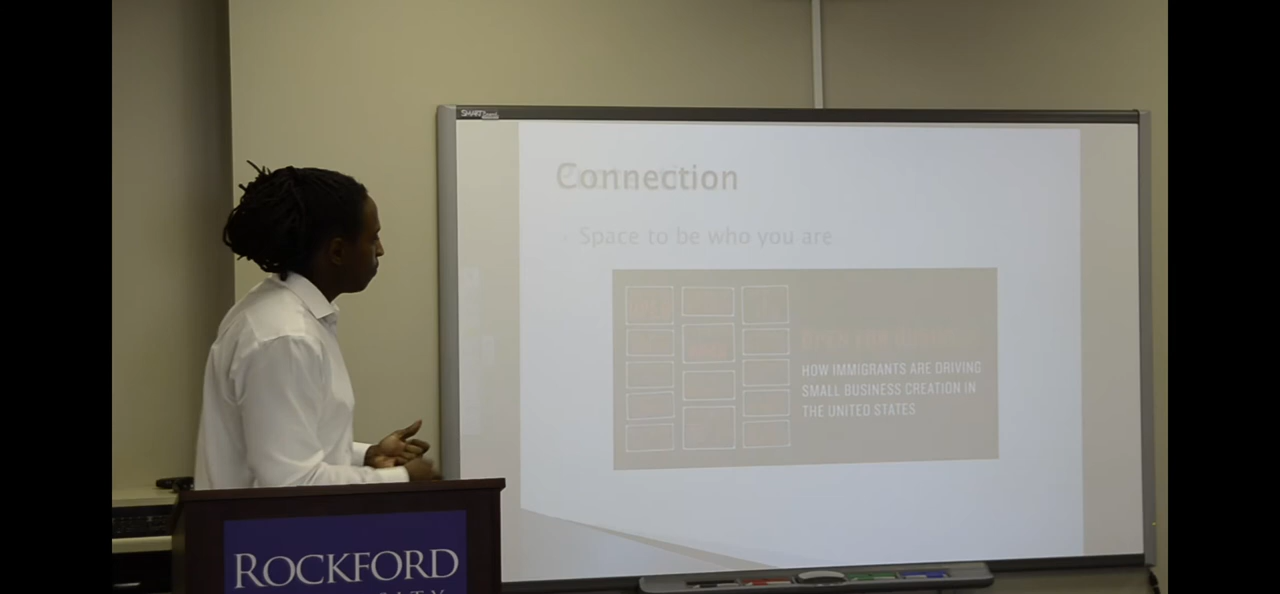 SMART
Connection
Space to be who you are
HOW IMMIGRANTS ARE DRIVING
SMALL BUSINESS CREATION IN
THE UNITED STATES
ROCKFORD